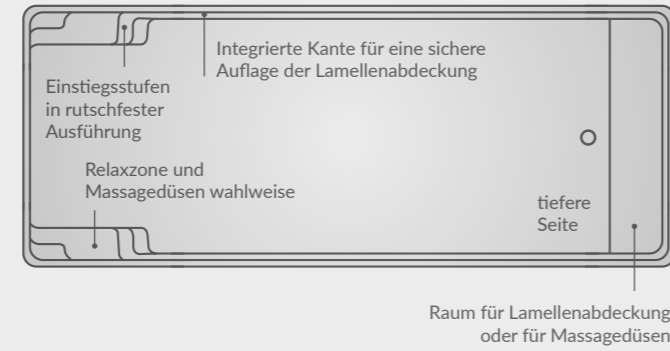 Integrierte Kante für eine sichere
Auflage der Lamellenabdeckung
Einstiegsstufen
in rutschfester
Ausführung
Relaxzone und
Massagedüsen wahlweise
tiefere
Seite
Raum für Lamellenabdeckung
oder für Massagedüsen